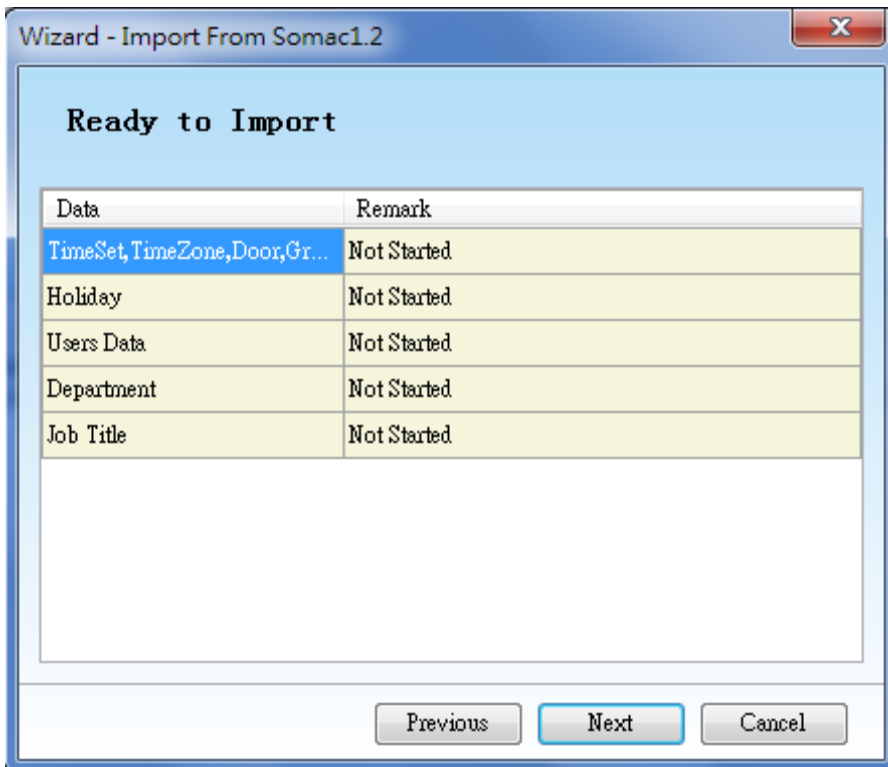 Wizard - Import From Somac1.2
Ready to Import
Data Remark
TimeSet,TimeZone,Door,Gr... Not Started
Holiday Not Started
Users Data Not Started
Department Not Started
Job Title Not Started
Previous Next Cancel